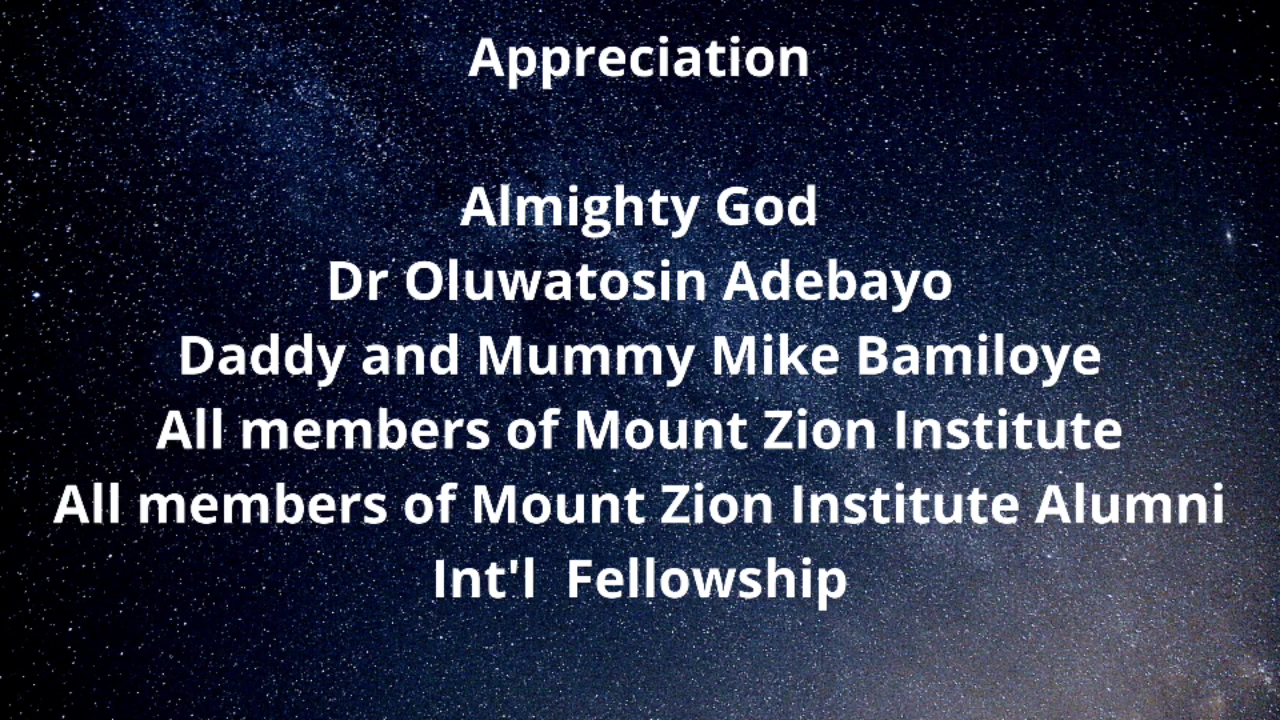 Appreciation
Almighty God
Dr Oluwatosin Adebayo
Daddy and Mummy Mike Bamiloye
All members of Mount Zion Institute
All members of Mount Zion Institute Alumni
Int'l  Fellowship